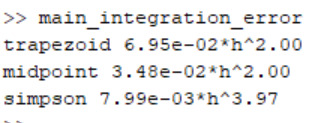 >> main_integration_error
trapezoid 6.95e-02*h^2.00
midpoint 3.48e-02*h^2.00
simpson 7.99e-03*h^3.97
>>